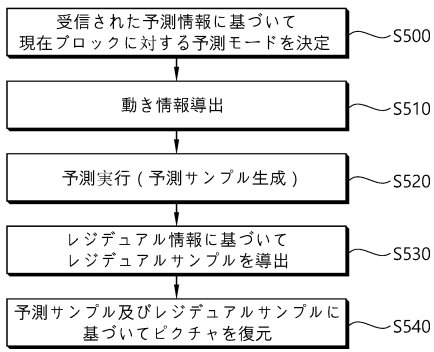 受信された予測情報に基づいて
現在ブロックに対する予測モードを決定
S500
動き情報導出
S510
予測実行 ( 予測サンプル生成 )
S520
レジデュアル情報に基づいて
レジデュアルサンプルを導出
S530
予測サンプル及びレジデュアルサンプルに
基づいてピクチャを復元
S540